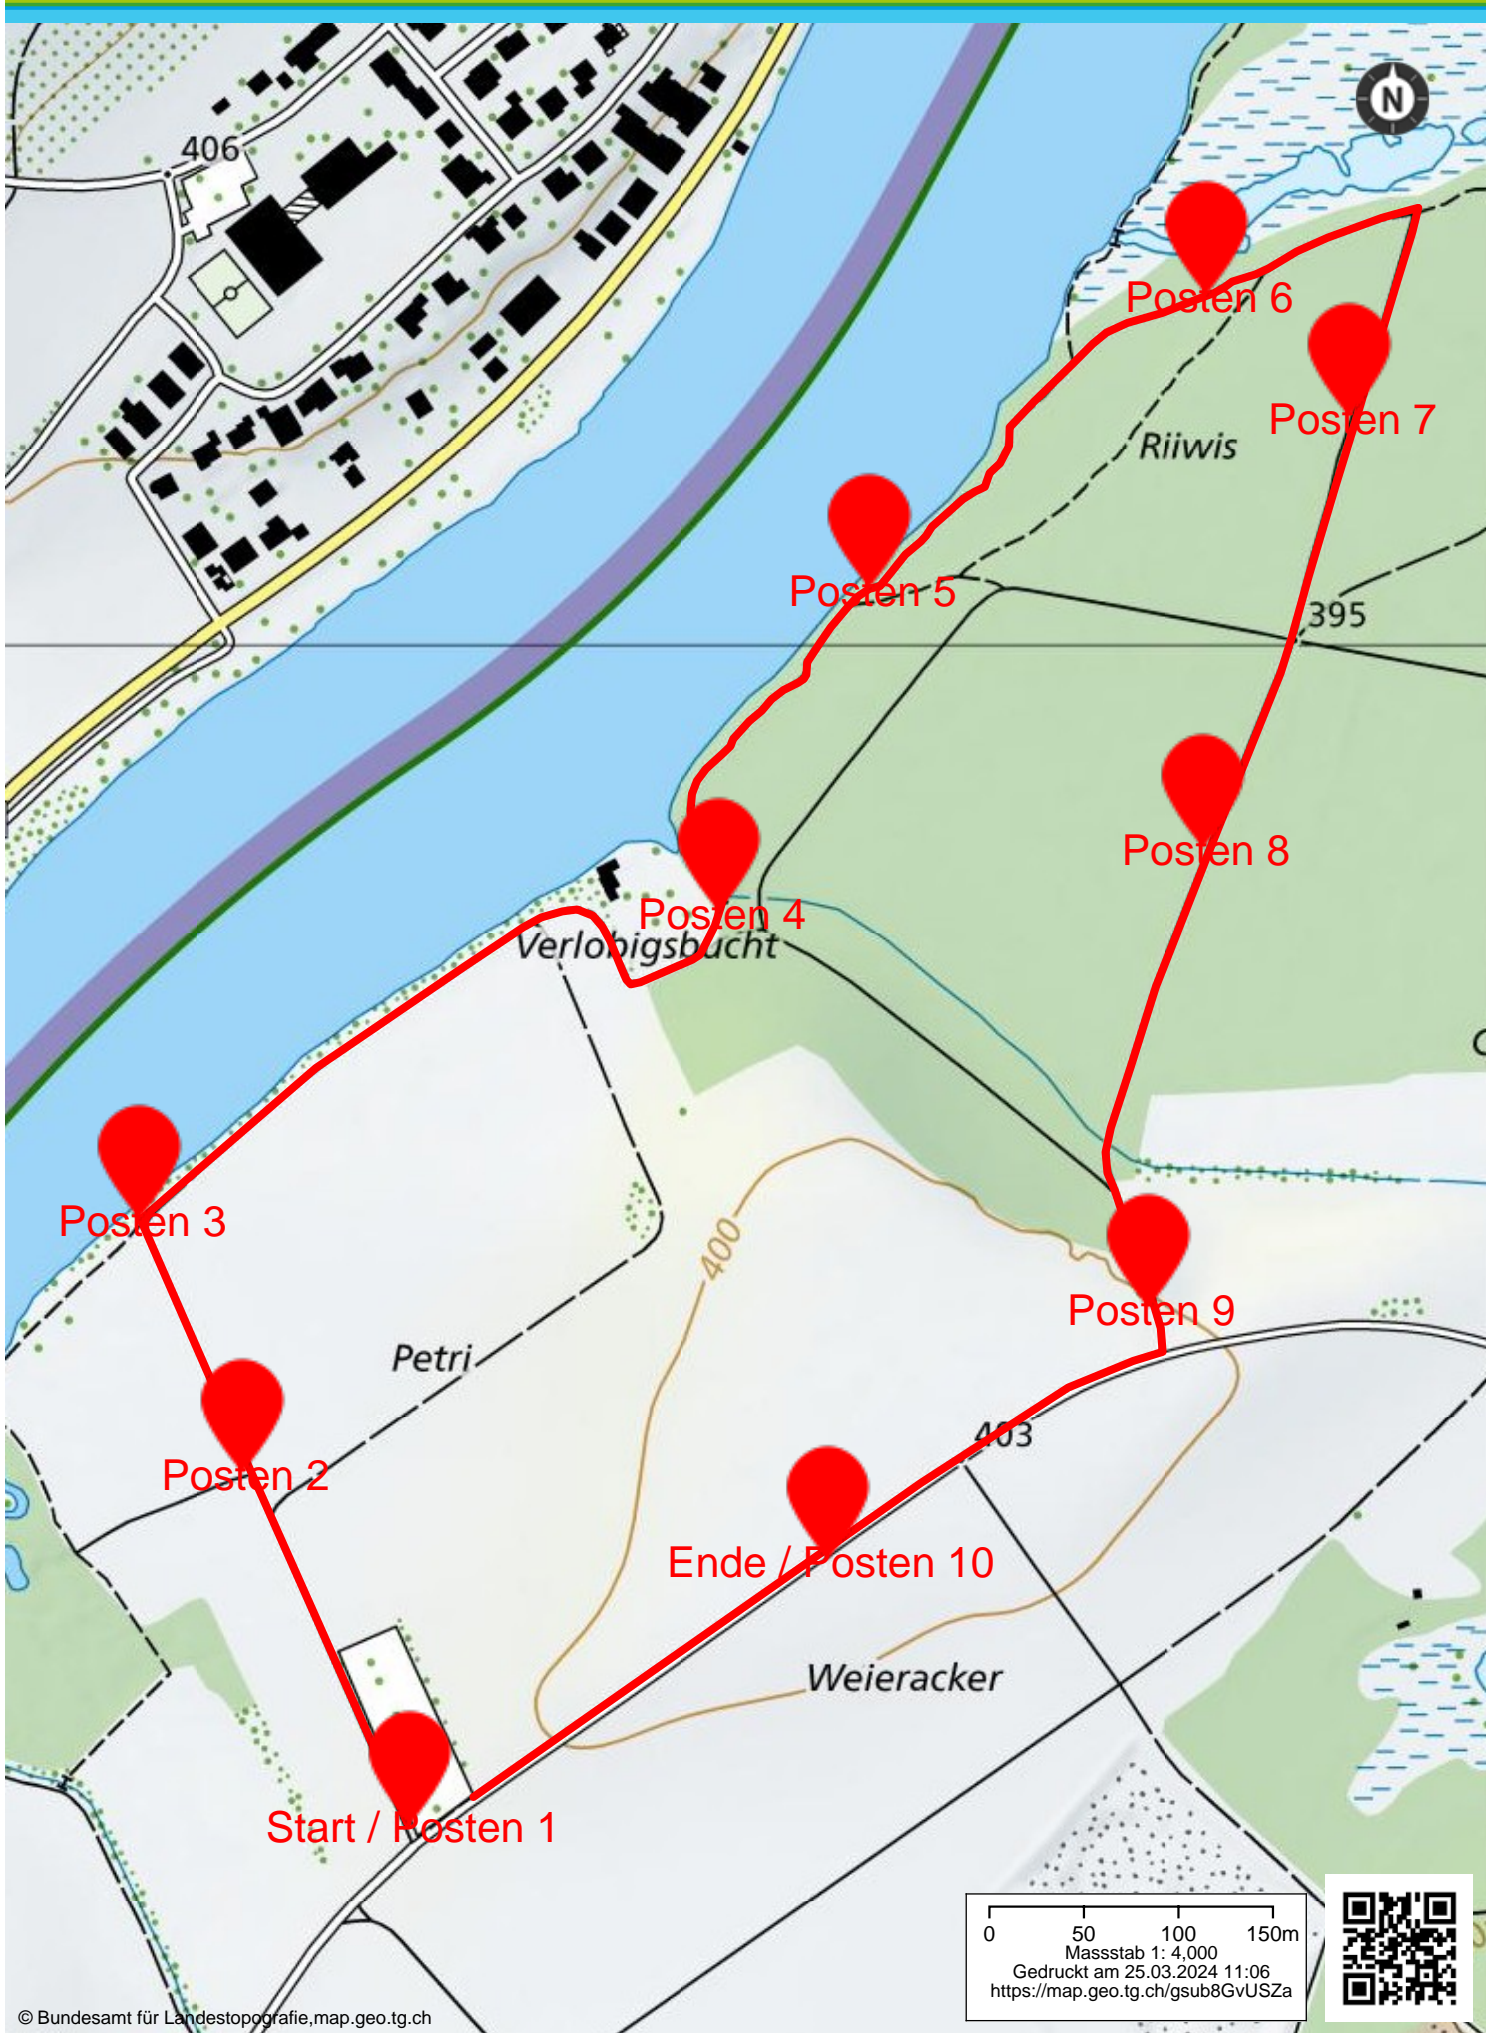 N
406
Posten 6
Posten 7
Riiwis
Posten 5
395
Posten 8
Posten 4
Verlobigsbucht
Posten 3
400
Posten 9
Petri
403
Posten 2
Ende / Posten 10
Weieracker
Start / Posten 1
0 50 100 150m
Massstab 1: 4,000
Gedruckt am 25.03.2024 11:06
https://map.geo.tg.ch/gsub8GvUSZa
© Bundesamt für Landestopografie,map.geo.tg.ch